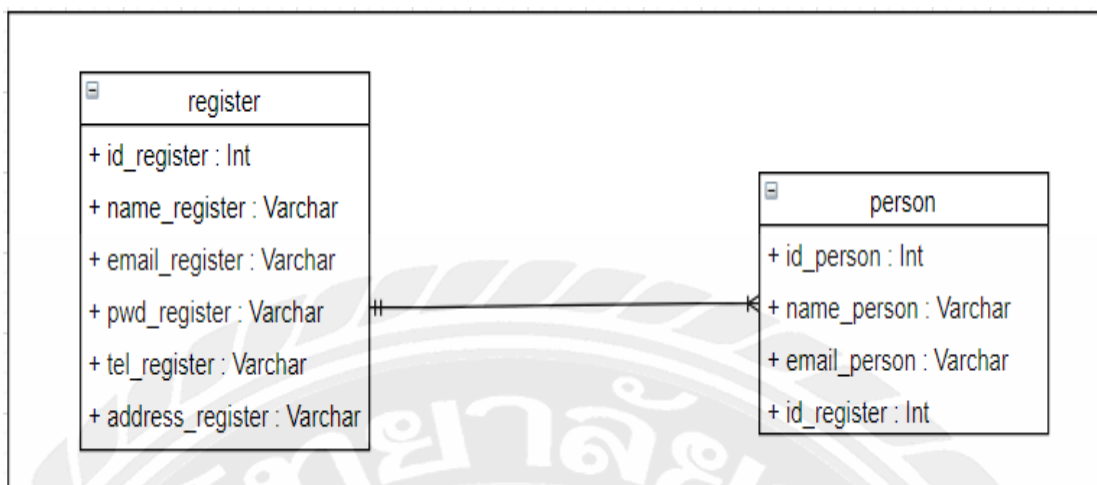 register
+ id_register : Int
+ name_register : Varchar
+ email_register : Varchar
+ pwd_register : Varchar
+ tel_register : Varchar
+ address_register : Varchar
person
+ id_person : Int
+ name_person : Varchar
+ email_person : Varchar
+ id_register : Int